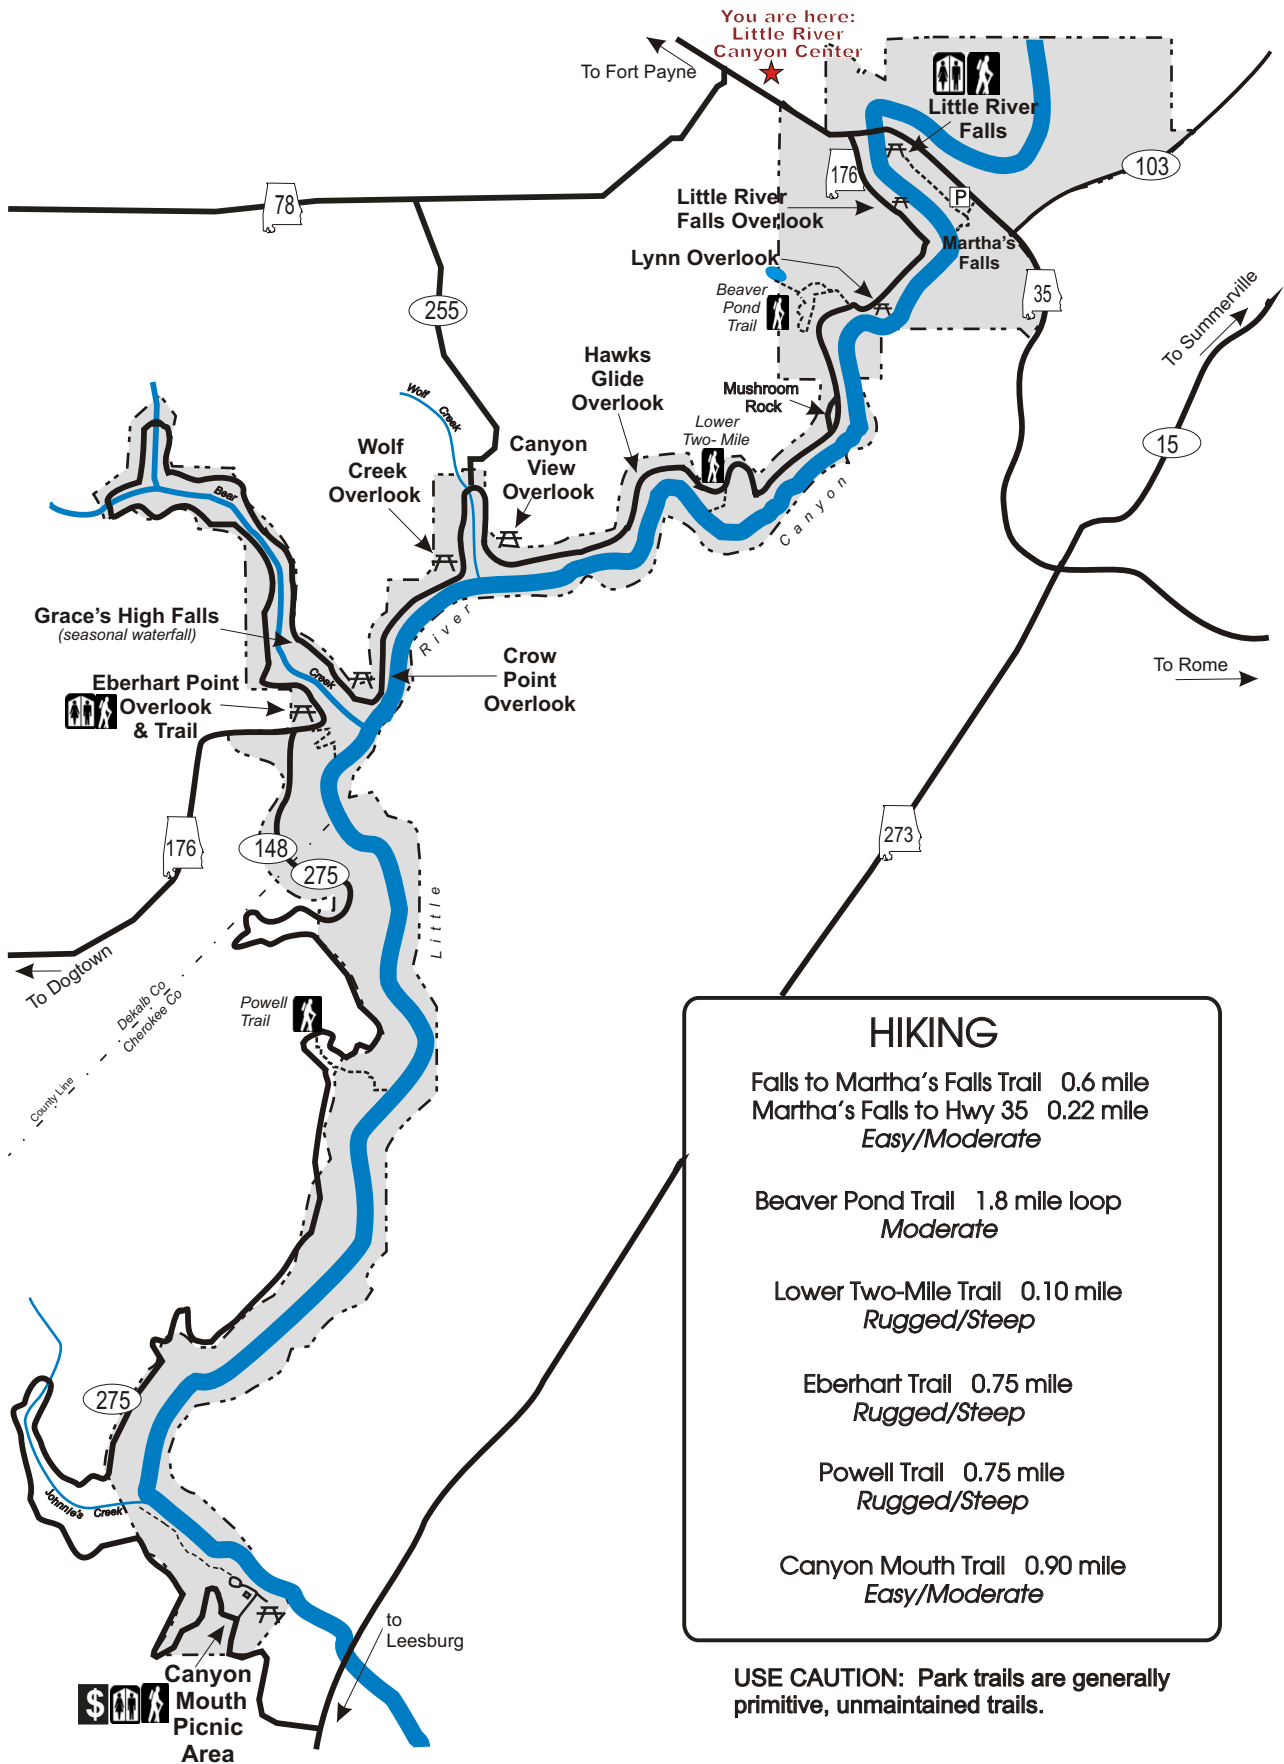 You are here:
Little River
Canyon Center
To Fort Payne
Little River
Falls
103
176
78
P
Little River
Falls Overlook
Martha's
Falls
Lynn Overlook
35
Beaver
Pond
Trail
255
To Summerville
Hawks
Glide
Overlook
Mushroom
Rock
Wolf
Creek
Lower
Two- Mile
15
Wolf
Creek
Overlook
Canyon
View
Overlook
Bear
Canyon
Grace's High Falls
(seasonal waterfall)
River
Crow
Point
Overlook
To Rome
Creek
Eberhart Point
Overlook
& Trail
273
176
148
275
Little
To Dogtown
Dekalb Co
Cherokee Co
County Line
Powell
Trail
HIKING
Falls to Martha's Falls Trail 0.6 mile
Martha's Falls to Hwy 35 0.22 mile
Easy/Moderate
Beaver Pond Trail 1.8 mile loop
Moderate
Lower Two-Mile Trail 0.10 mile
Rugged/Steep
Eberhart Trail 0.75 mile
Rugged/Steep
Powell Trail 0.75 mile
Rugged/Steep
Canyon Mouth Trail 0.90 mile
Easy/Moderate
275
Johnnie's Creek
to
Leesburg
$
Canyon
Mouth
Picnic
Area
USE CAUTION: Park trails are generally
primitive, unmaintained trails.